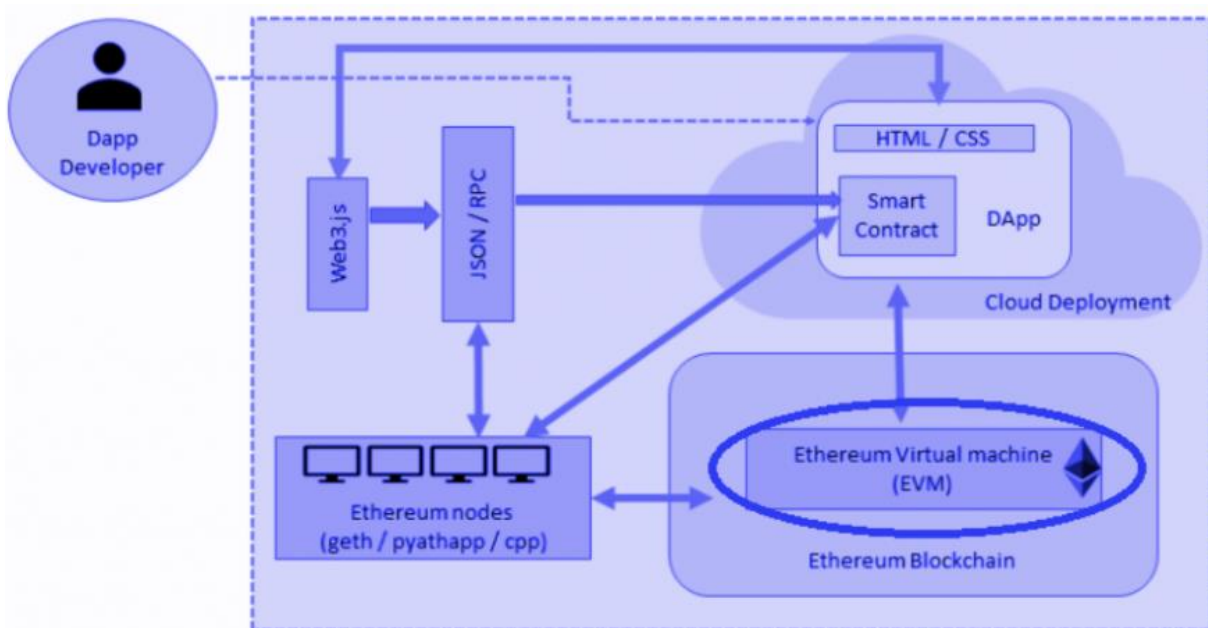 Dapp
Developer
Web3.js
JSON / RPC
HTML / CSS
Smart
Contract
DApp
Cloud Deployment
Ethereum nodes
(geth / pyathapp / cpp)
Ethereum Virtual machine
(EVM)
Ethereum Blockchain